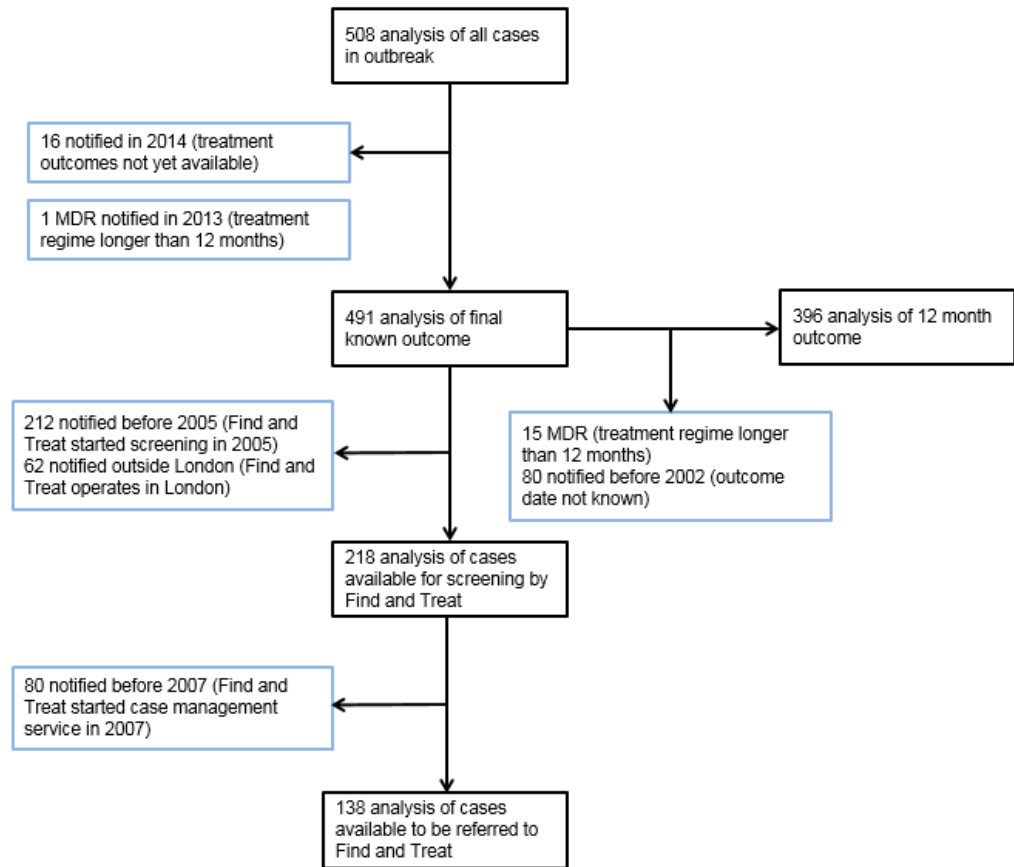 508 analysis of all cases
in outbreak
16 notified in 2014 (treatment
outcomes not yet available)
1 MDR notified in 2013 (treatment
regime longer than 12 months)
491 analysis of final
known outcome
396 analysis of 12 month
outcome
212 notified before 2005 (Find and
Treat started screening in 2005)
62 notified outside London (Find and
Treat operates in London)
15 MDR (treatment regime longer
than 12 months)
80 notified before 2002 (outcome
date not known)
218 analysis of cases
available for screening by
Find and Treat
80 notified before 2007 (Find and
Treat started case management
service in 2007)
138 analysis of cases
available to be referred to
Find and Treat